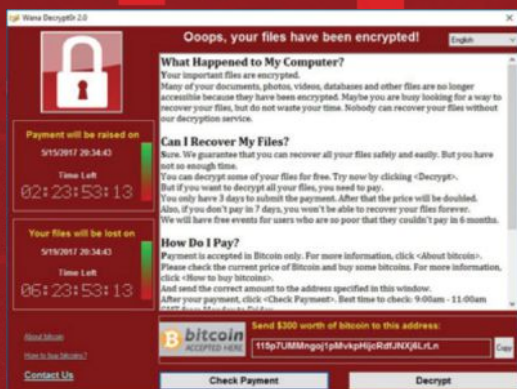 Wana Decrypt0r 2.0
Ooops, your files have been encrypted!
English
What Happened to My Computer?
Your important files are encrypted.
Many of your documents, photos, videos, databases and other files are no longer
accessible because they have been encrypted. Maybe you are busy looking for a way to
recover your files, but do not waste your time. Nobody can recover your files without
our decryption service.
Can I Recover My Files?
Sure. We guarantee that you can recover all your files safely and easily. But you have
not so enough time.
You can decrypt some of your files for free. Try now by clicking <Decrypt>.
But if you want to decrypt all your files, you need to pay.
You only have 3 days to submit the payment. After that the price will be doubled.
Also, if you don't pay in 7 days, you won't be able to recover your files forever.
We will have free events for users who are so poor that they couldn't pay in 6 months.
How Do I Pay?
Payment is accepted in Bitcoin only. For more information, click <About bitcoin>.
Please check the current price of Bitcoin and buy some bitcoins. For more information,
click <How to buy bitcoins>.
And send the correct amount to the address specified in this window.
After your payment, click <Check Payment>. Best time to check: 9:00am - 11:00am
GMT from Monday to Friday.
Payment will be raised on
5/15/2017 20:34:43
Time Left
02:23:53:13
Your files will be lost on
5/19/2017 20:34:43
Time Left
06:23:53:13
About bitcoin
How to buy bitcoins?
Contact Us
bitcoin
ACCEPTED HERE
Send $300 worth of bitcoin to this address:
115p7UMMngoj1pMvkpHijcRdfJNXj6LrLn
Copy
Check Payment
Decrypt